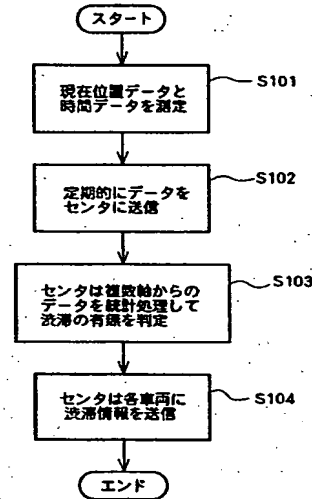 スタート
現在位置データと
時間データを測定
S101
定期的にデータを
センタに送信
S102
センタは複数軸からの
データを統計処理して
渋滞の有無を判定
S103
センタは各車両に
渋滞情報を送信
S104
エンド